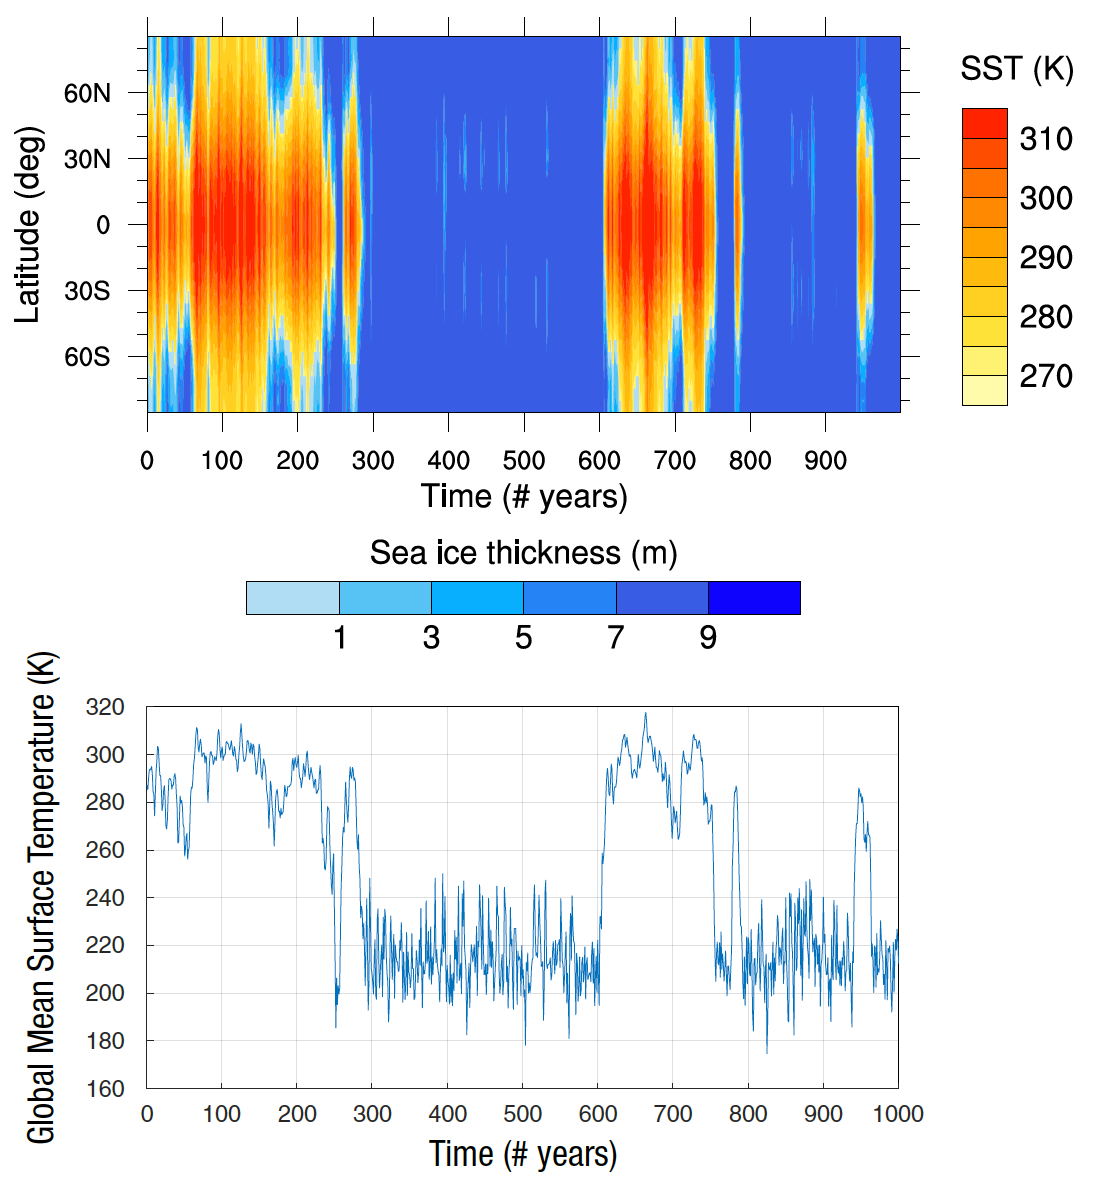 SST (K)
60N
30N
0
30S
60S
Latitude (deg)
310
300
290
280
270
0 100 200 300 400 500 600 700 800 900
Time (# years)
Sea ice thickness (m)
1 3 5 7 9
Global Mean Surface Temperature (K)
320
300
280
260
240
220
200
180
160
0 100 200 300 400 500 600 700 800 900 1000
Time (# years)